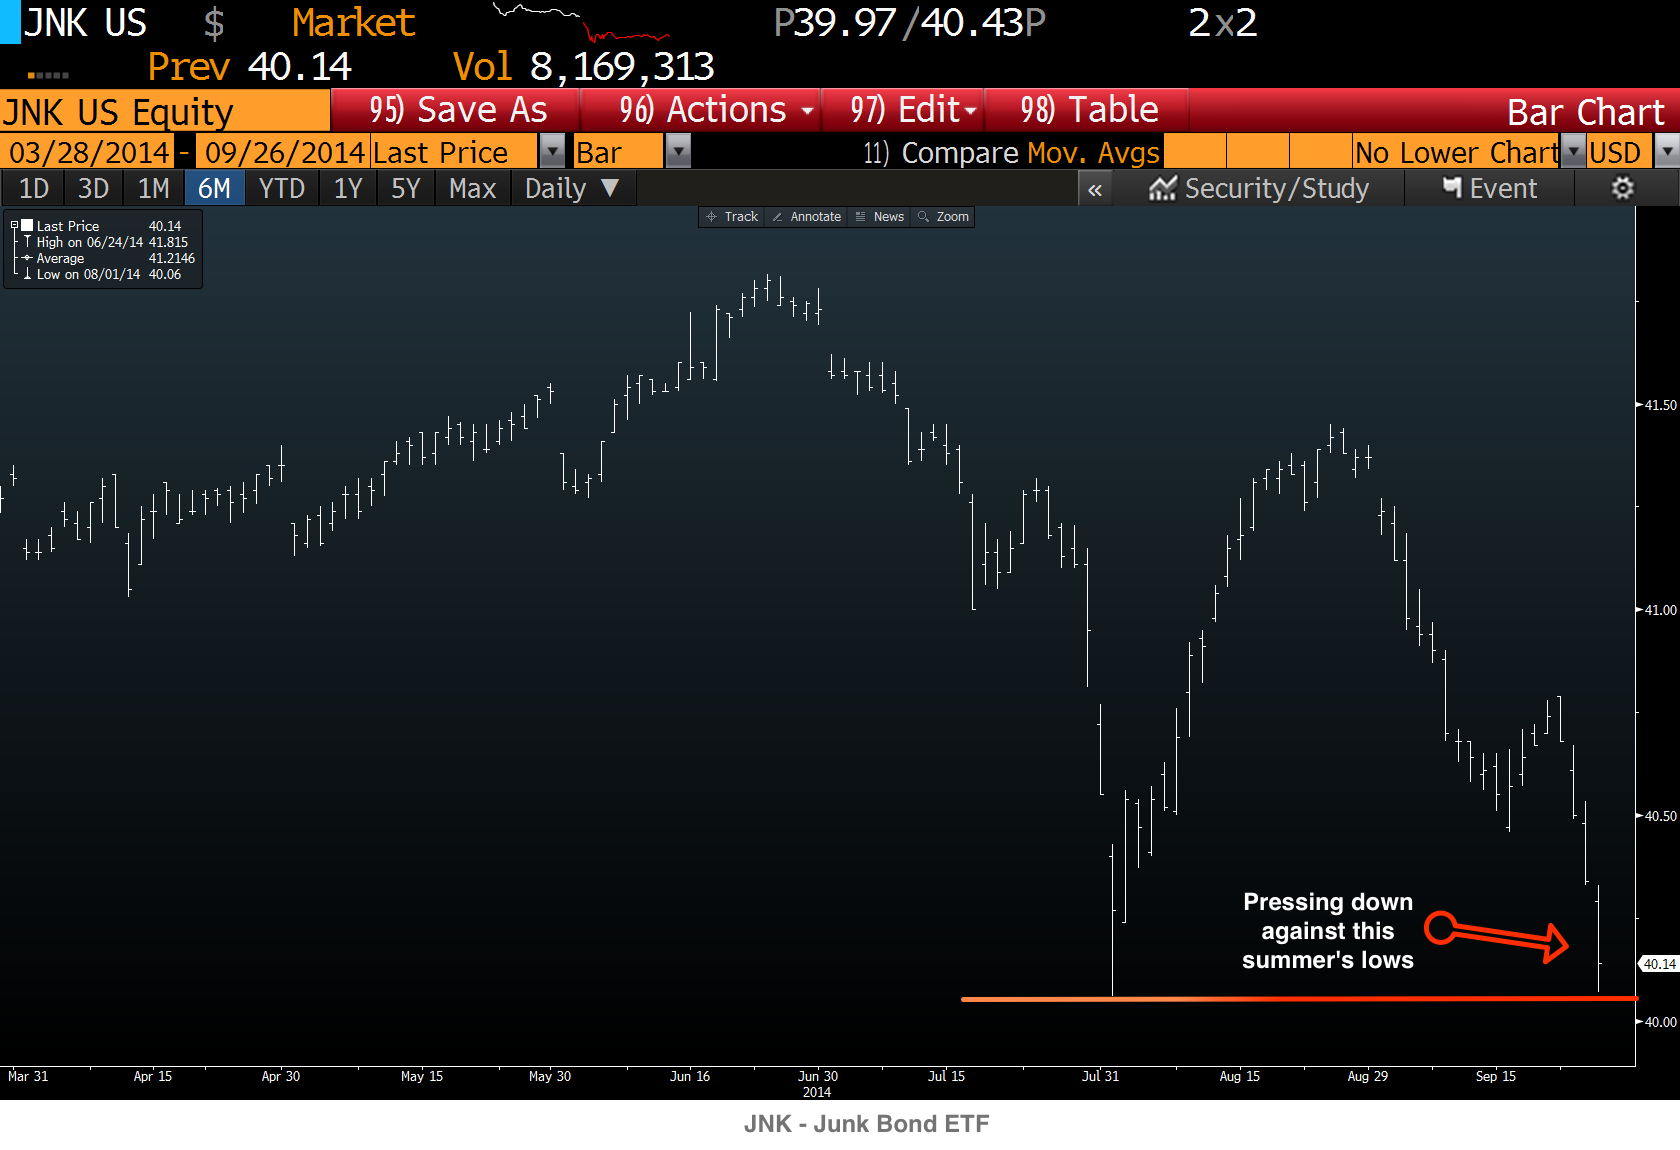 JNK US $ Market P39.97/40.43P 2x2
Prev 40.14 Vol 8,169,313
JNK US Equity 95) Save As 96) Actions 97) Edit 98) Table Bar Chart
03/28/2014 - 09/26/2014 Last Price Bar 11) Compare Mov. Avgs No Lower Chart USD
1D 3D 1M 6M YTD 1Y 5Y Max Daily ▼ « Security/Study Event
Track Annotate News Zoom
Last Price 40.14
High on 06/24/14 41.815
Average 41.2146
Low on 08/01/14 40.06
41.50
41.00
40.50
Pressing down
against this
summer's lows
40.14
40.00
Mar 31 Apr 15 Apr 30 May 15 May 30 Jun 16 Jun 30 Jul 15 Jul 31 Aug 15 Aug 29 Sep 15
2014
JNK - Junk Bond ETF